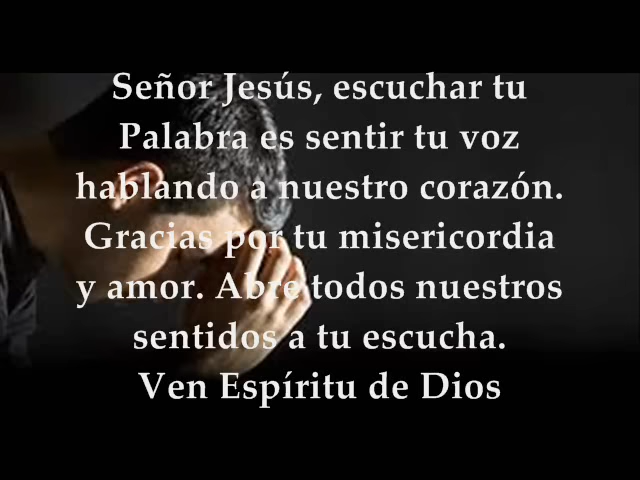 Señor Jesús, escuchar tu
Palabra es sentir tu voz
hablando a nuestro corazón.
Gracias por tu misericordia
y amor. Abre todos nuestros
sentidos a tu escucha.
Ven Espíritu de Dios